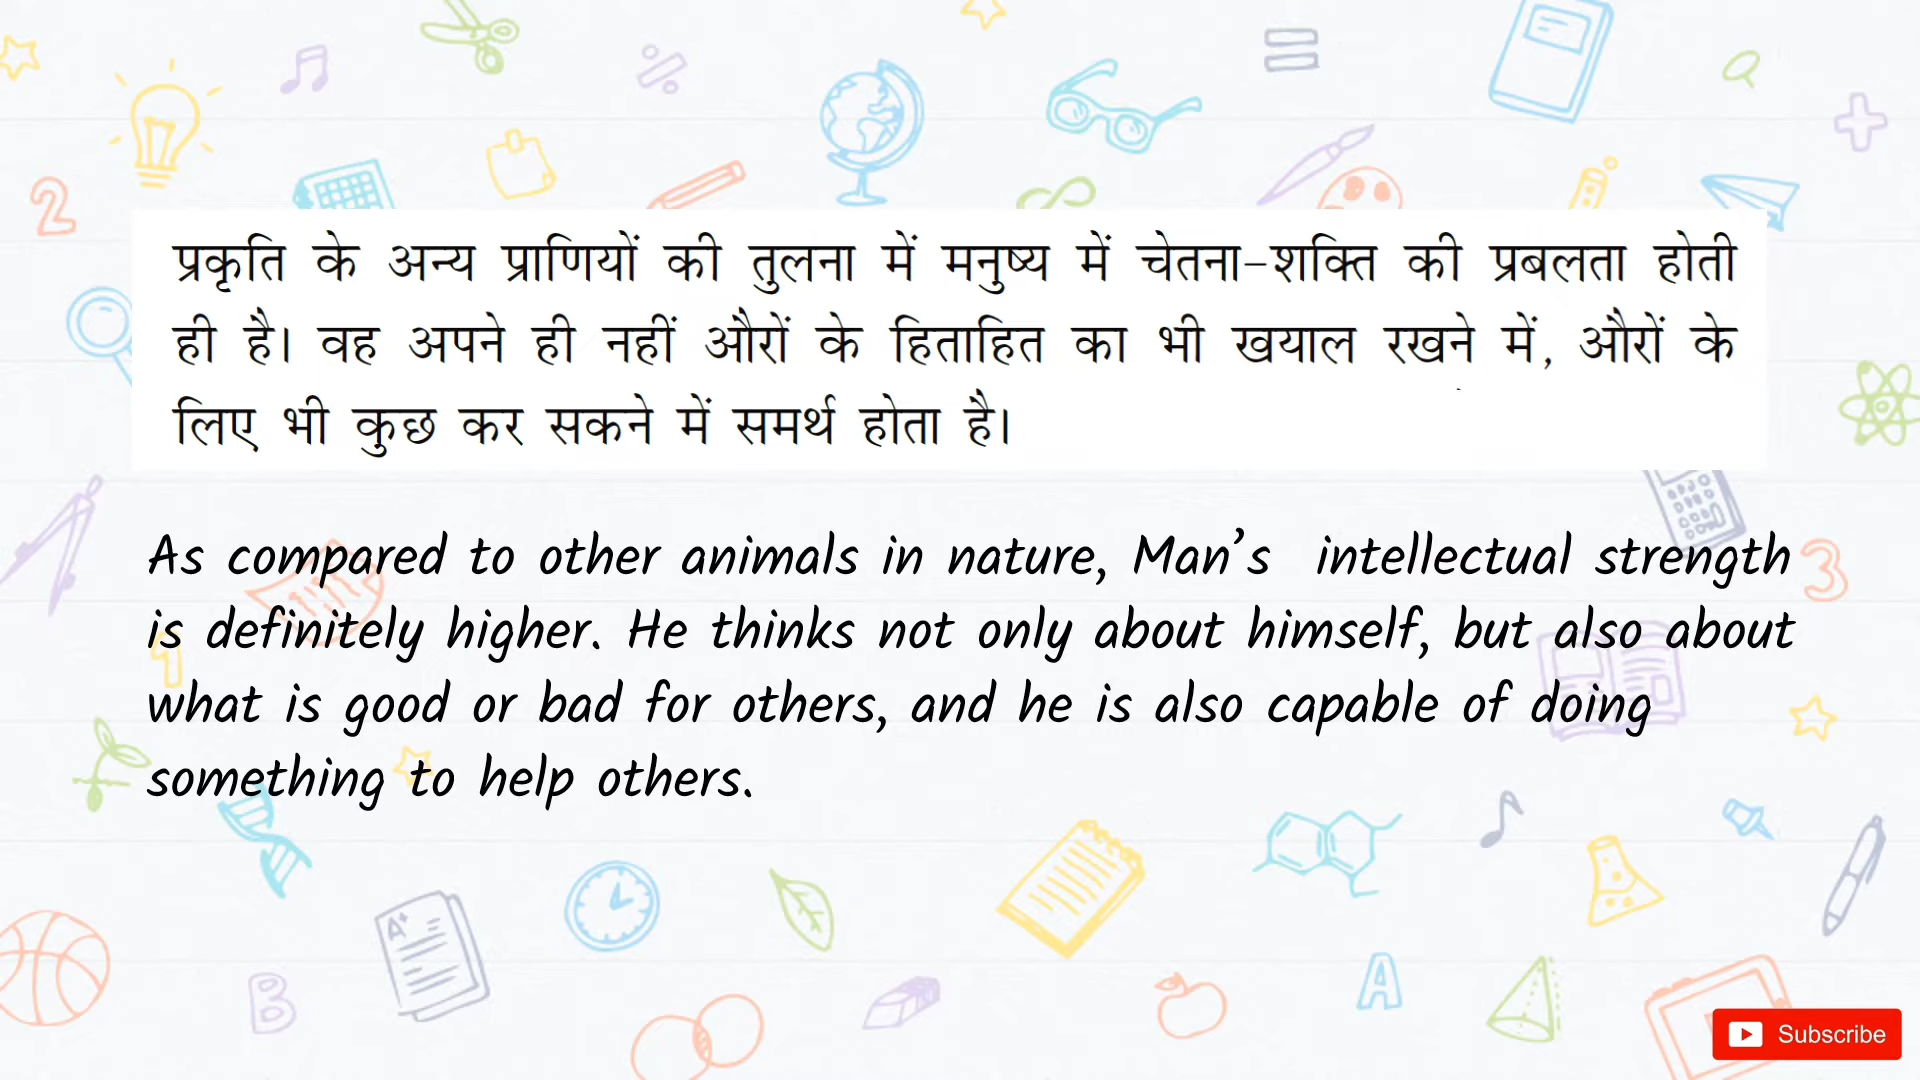 प्रकृति के अन्य प्राणियों की तुलना में मनुष्य में चेतना-शक्ति की प्रबलता होती
ही है। वह अपने ही नहीं औरों के हिताहित का भी खयाल रखने में, औरों के
लिए भी कुछ कर सकने में समर्थ होता है।
As compared to other animals in nature, Man's intellectual strength
is definitely higher. He thinks not only about himself, but also about
what is good or bad for others, and he is also capable of doing
something to help others.
Subscribe